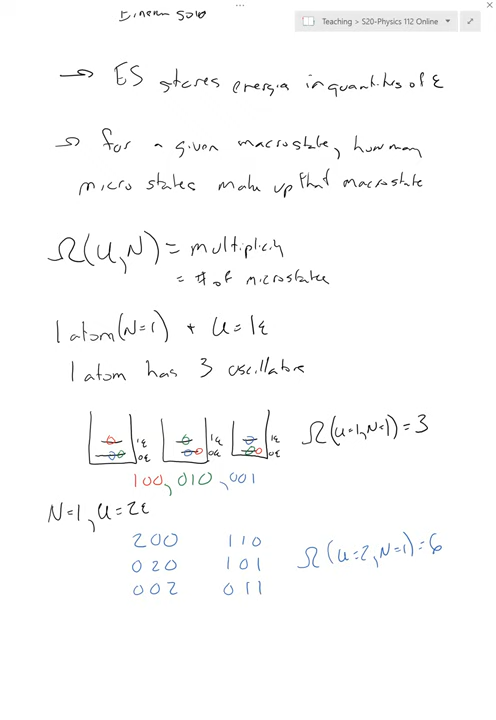 Einstein Solid
Teaching > S20-Physics 112 Online
→ ES stores energia in quantities of ε
→ for a given macrostate, how many
micro states make up that macrostate
Ω(U,N) = multiplicity
= # of microstates
1 atom (N=1) + U=1ε
1 atom has 3 oscillators
1ε 1ε 1ε
0ε 0ε 0ε
Ω(U=1,N=1)=3
100,010,001
N=1, U=2ε
200 110
020 101
002 011
Ω(U=2,N=1)=6